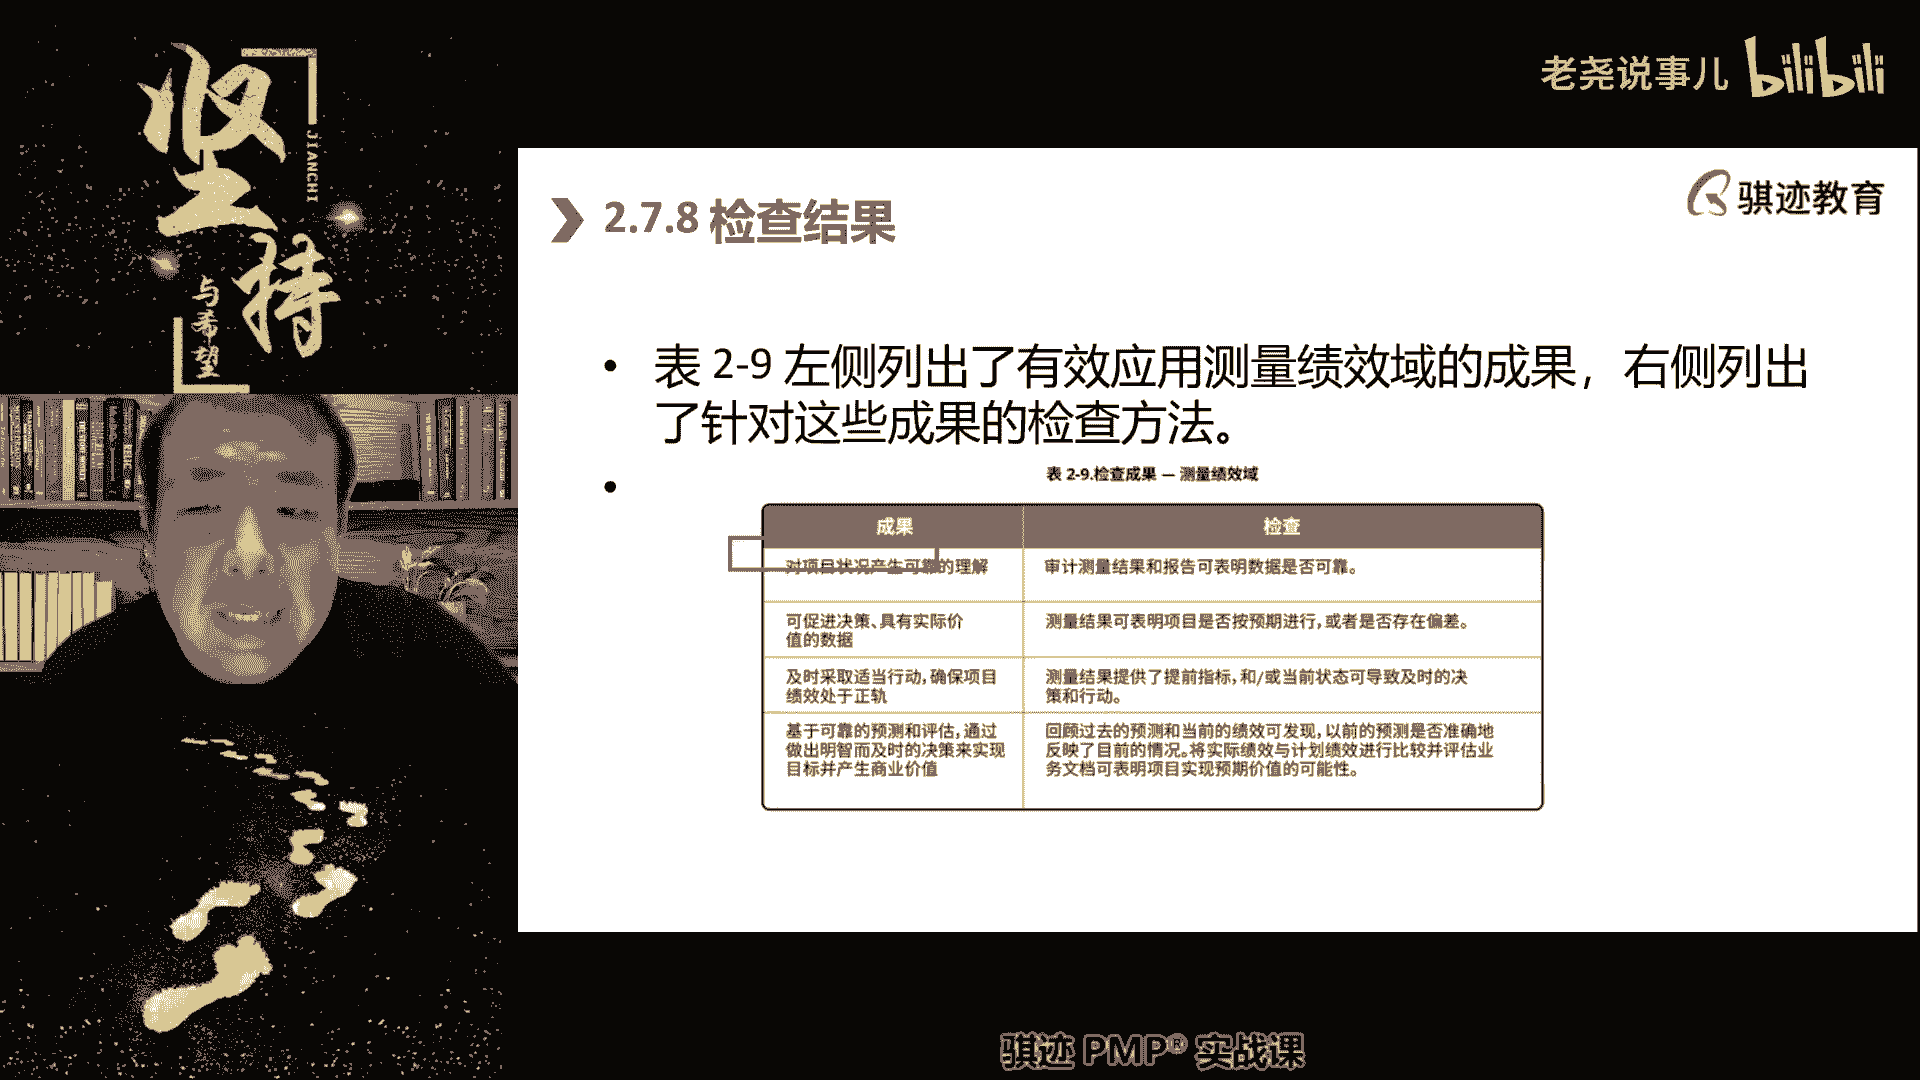 坚持
JIANCHI
与希望
老尧说事儿 bilibili
骐迹教育
2.7.8 检查结果
• 表 2-9 左侧列出了有效应用测量绩效域的成果，右侧列出
了针对这些成果的检查方法。
•
表 2-9.检查成果 — 测量绩效域
成果 检查
对项目状况产生可靠的理解 审计测量结果和报告可表明数据是否可靠。
可促进决策、具有实际价 测量结果可表明项目是否按预期进行，或者是否存在偏差。
值的数据
及时采取适当行动，确保项目 测量结果提供了提前指标，和/或当前状态可导致及时的决
绩效处于正轨 策和行动。
基于可靠的预测和评估，通过 回顾过去的预测和当前的绩效可发现，以前的预测是否准确地
做出明智而及时的决策来实现 反映了目前的情况。将实际绩效与计划绩效进行比较并评估业
目标并产生商业价值 务文档可表明项目实现预期价值的可能性。
骐迹 PMP® 实战课